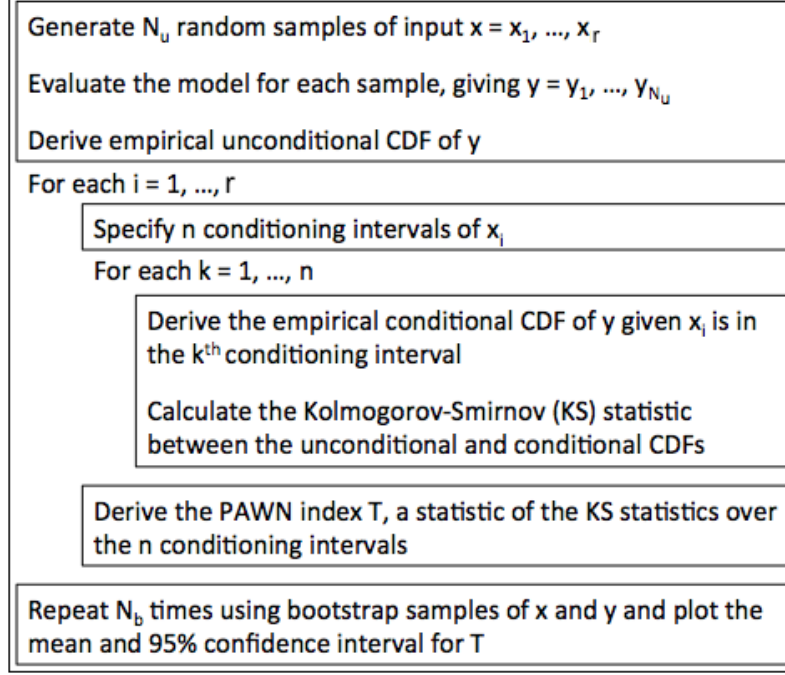 Generate Nᵤ random samples of input x = x₁, ..., xᵣ
Evaluate the model for each sample, giving y = y₁, ..., y_Nᵤ
Derive empirical unconditional CDF of y
For each i = 1, ..., r
Specify n conditioning intervals of xᵢ
For each k = 1, ..., n
Derive the empirical conditional CDF of y given xᵢ is in
the kᵗʰ conditioning interval
Calculate the Kolmogorov-Smirnov (KS) statistic
between the unconditional and conditional CDFs
Derive the PAWN index T, a statistic of the KS statistics over
the n conditioning intervals
Repeat N_b times using bootstrap samples of x and y and plot the
mean and 95% confidence interval for T